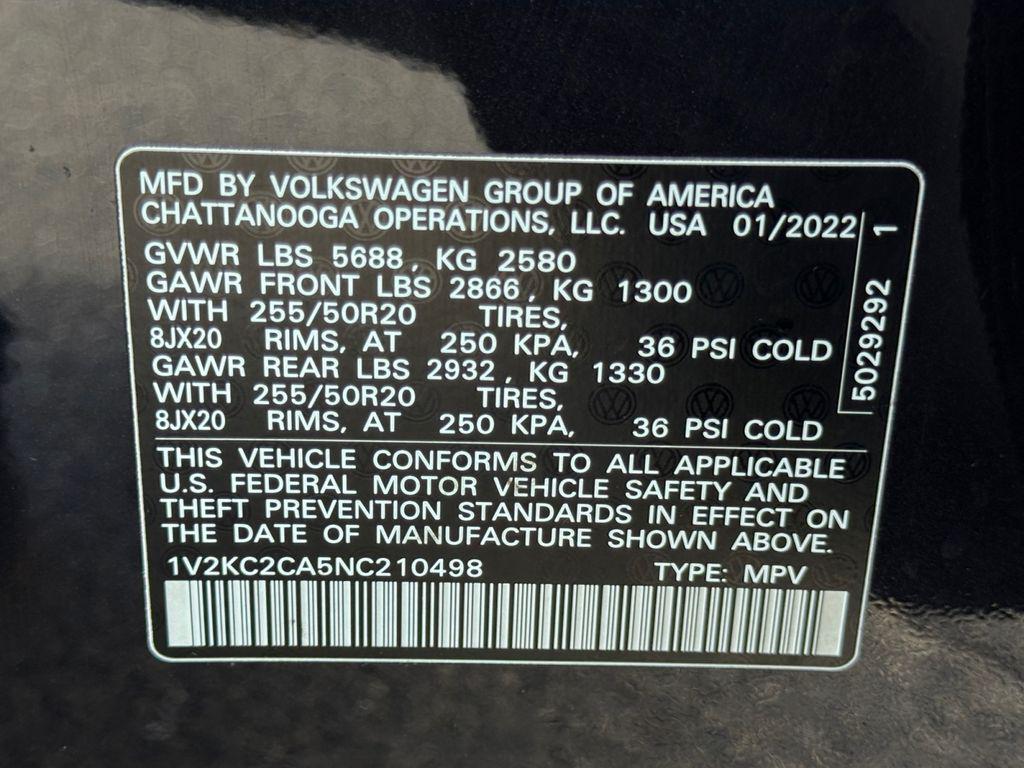 MFD BY VOLKSWAGEN GROUP OF AMERICA
CHATTANOOGA OPERATIONS, LLC. USA 01/2022
GVWR LBS 5688, KG 2580
GAWR FRONT LBS 2866, KG 1300
WITH 255/50R20 TIRES,
8JX20 RIMS, AT 250 KPA, 36 PSI COLD
GAWR REAR LBS 2932, KG 1330
WITH 255/50R20 TIRES,
8JX20 RIMS, AT 250 KPA, 36 PSI COLD
5029292 1
THIS VEHICLE CONFORMS TO ALL APPLICABLE
U.S. FEDERAL MOTOR VEHICLE SAFETY AND
THEFT PREVENTION STANDARDS IN EFFECT ON
THE DATE OF MANUFACTURE SHOWN ABOVE.
1V2KC2CA5NC210498 TYPE: MPV